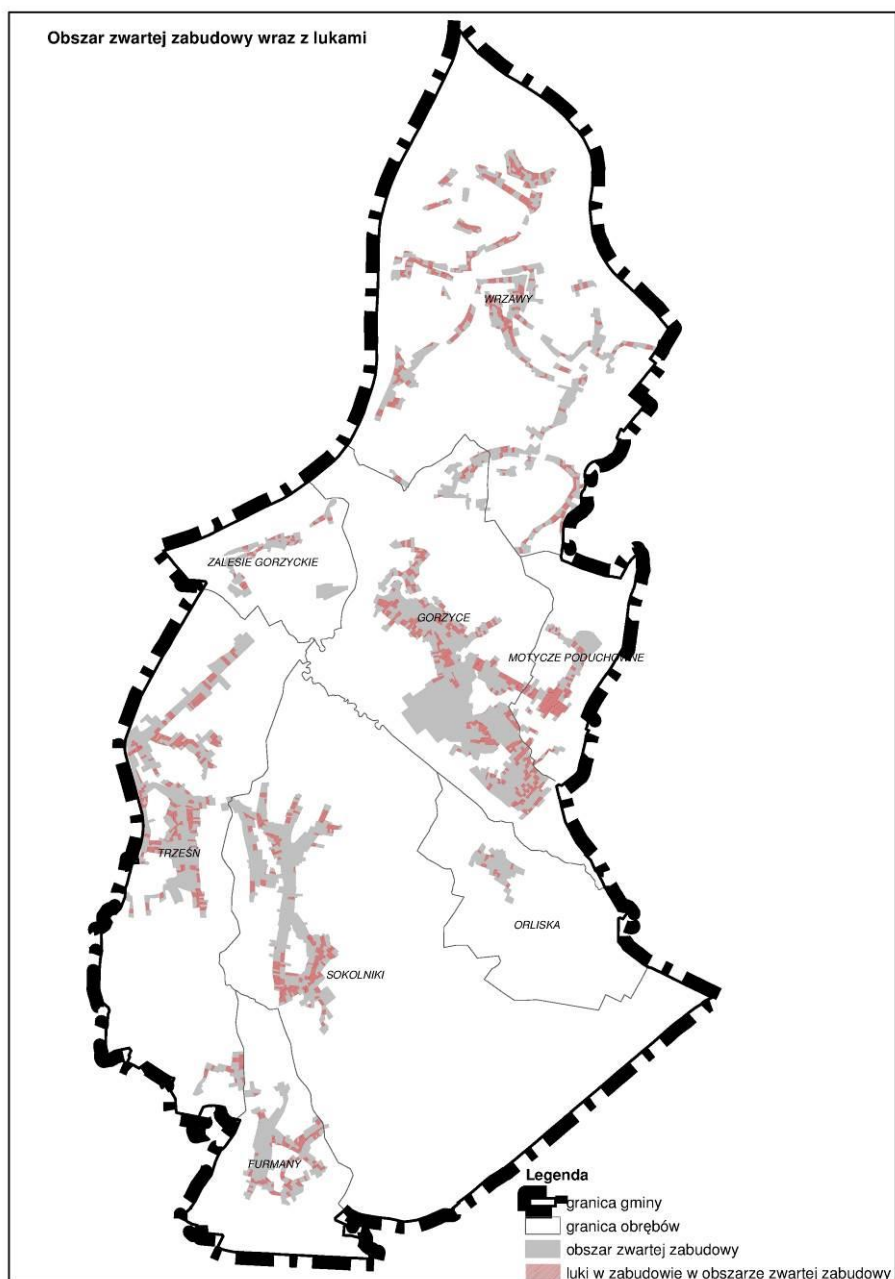 Obszar zwartej zabudowy wraz z lukami
WRZAWY
ZALESIE GORZYCKIE
GORZYCE
MOTYCZE PODUCHOWNE
TRZEŚŃ
ORLISKA
SOKOLNIKI
FURMANY
Legenda
granica gminy
granica obrębów
obszar zwartej zabudowy
luki w zabudowie w obszarze zwartej zabudowy